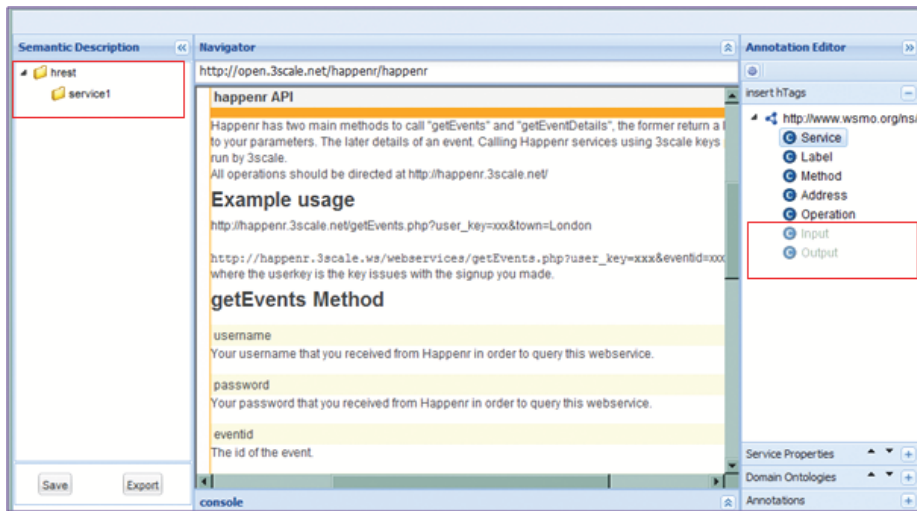 Semantic Description
hrest
service1
Save
Export
Navigator
http://open.3scale.net/happenr/happenr
happenr API
Happenr has two main methods to call "getEvents" and "getEventDetails", the former return a l
to your parameters. The later details of an event. Calling Happenr services using 3scale keys
run by 3scale.
All operations should be directed at http://happenr.3scale.net/
Example usage
http://happenr.3scale.net/getEvents.php?user_key=xxx&town=London
http://happenr.3scale.ws/webservices/getEvents.php?user_key=xxx&eventid=xxx
where the userkey is the key issues with the signup you made.
getEvents Method
username
Your username that you received from Happenr in order to query this webservice.
password
Your password that you received from Happenr in order to query this webservice.
eventid
The id of the event.
console
Annotation Editor
insert hTags
http://www.wsmo.org/ns/
Service
Label
Method
Address
Operation
Input
Output
Service Properties
Domain Ontologies
Annotations